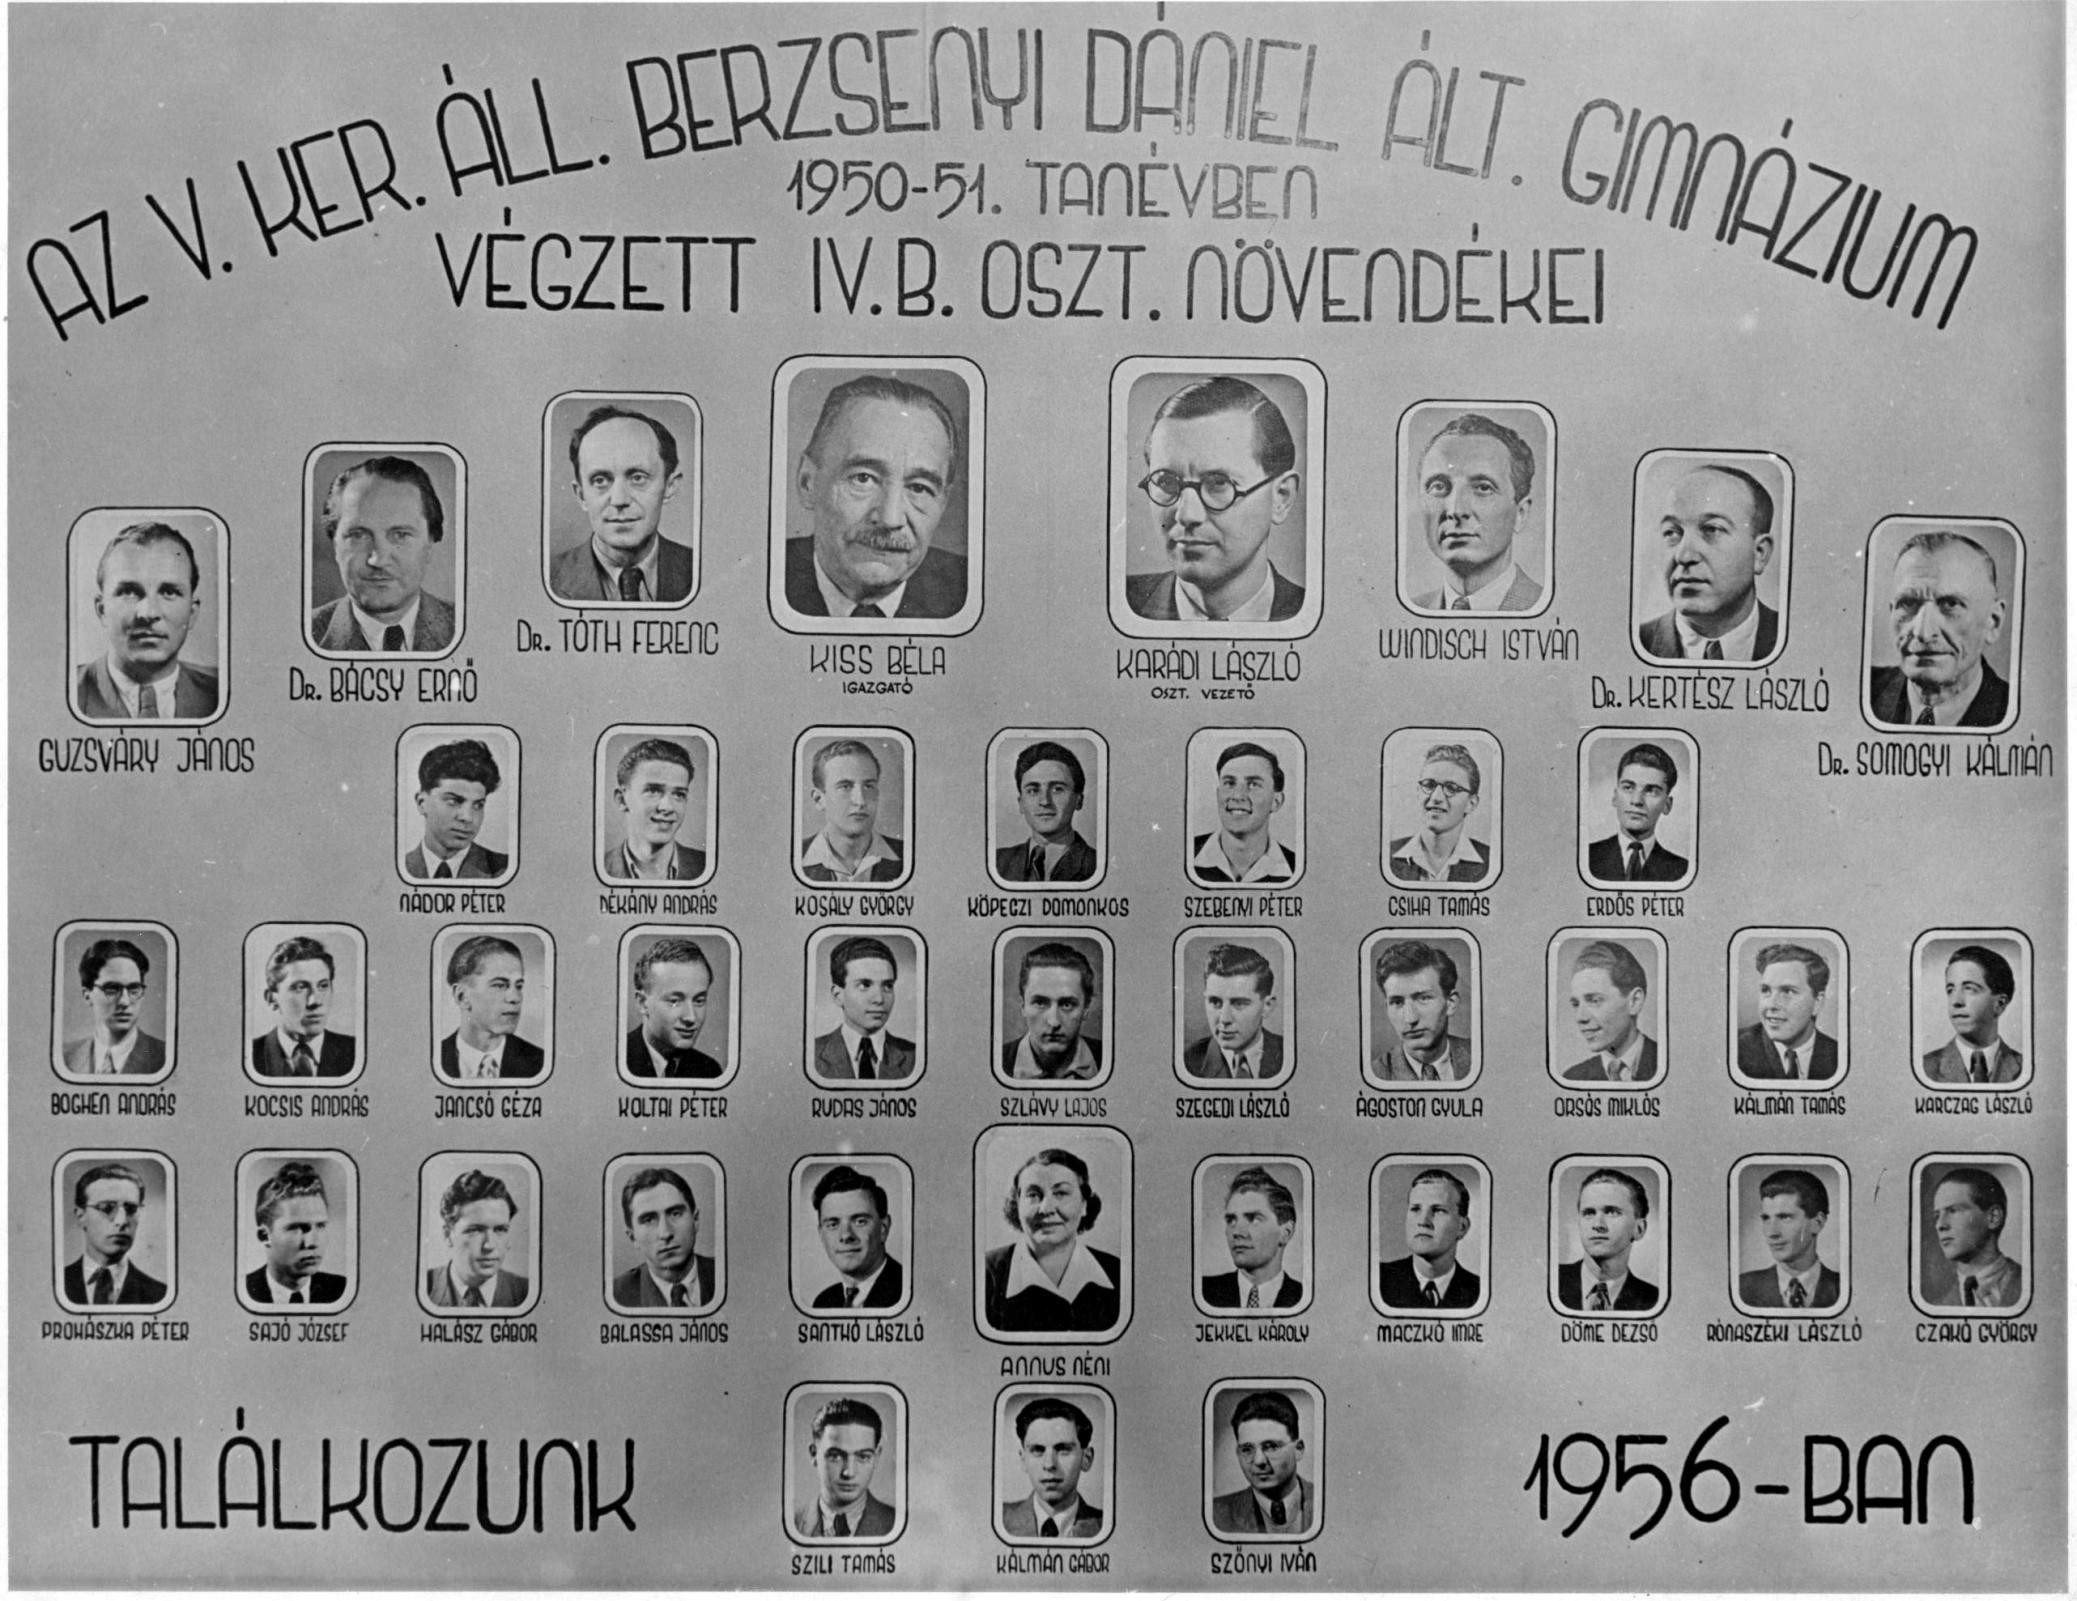 AZ V. KER. ÁLL. BERZSENYI DÁNIEL ÁLT. GIMNÁZIUM
1950-51. TANÉVBEN
VÉGZETT IV.B. OSZT. NÖVENDÉKEI
GUZSVÁRY JÁNOS
DR. BÁCSY ERNŐ
DR. TÓTH FERENC
KISS BÉLA
IGAZGATÓ
KARÁDI LÁSZLÓ
OSZT. VEZETŐ
WINDISCH ISTVÁN
DR. KERTÉSZ LÁSZLÓ
DR. SOMOGYI KÁLMÁN
NÁDOR PÉTER
DÉKÁNY ANDRÁS
KOSÁLY GYÖRGY
KÖPECZI DOMONKOS
SZEBENYI PÉTER
CSIHA TAMÁS
ERDŐS PÉTER
BOGHEN ANDRÁS
KOCSIS ANDRÁS
JANCSÓ GÉZA
KOLTAI PÉTER
RUDAS JÁNOS
SZLÁVY LAJOS
SZEGEDI LÁSZLÓ
ÁGOSTON GYULA
ORSÓS MIKLÓS
KÁLMÁN TAMÁS
KARCZAG LÁSZLÓ
PROHÁSZKA PÉTER
SAJÓ JÓZSEF
HALÁSZ GÁBOR
BALASSA JÁNOS
SANTHÓ LÁSZLÓ
ANNUS NÉNI
JEKKEL KÁROLY
MACZKÓ IMRE
DÖME DEZSŐ
RÓNASZÉKI LÁSZLÓ
CZAKÓ GYÖRGY
TALÁLKOZUNK
SZILI TAMÁS
KÁLMÁN GÁBOR
SZŐNYI IVÁN
1956-BAN